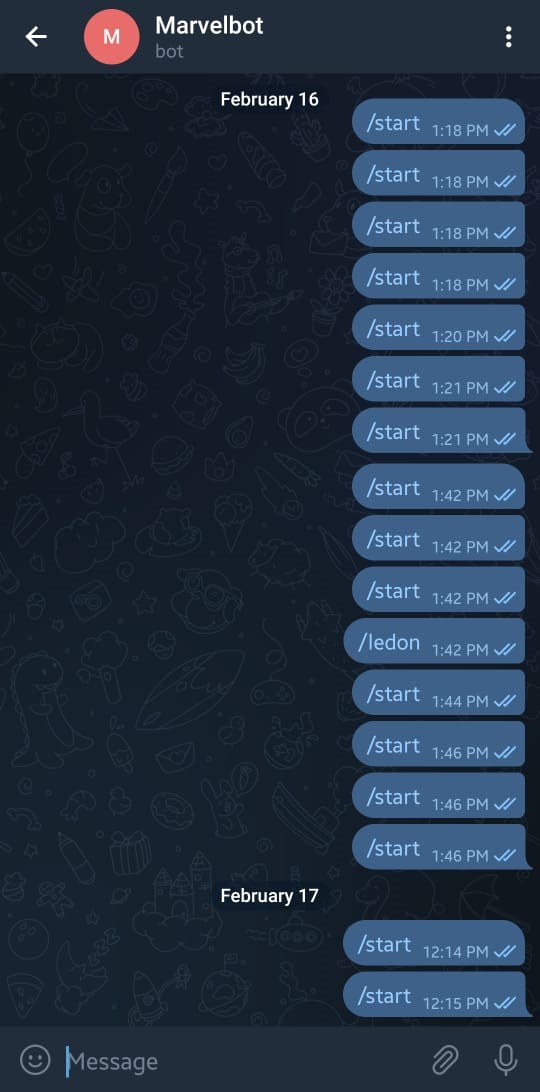 M
Marvelbot
bot
February 16
/start 1:18 PM
/start 1:18 PM
/start 1:18 PM
/start 1:18 PM
/start 1:20 PM
/start 1:21 PM
/start 1:21 PM
/start 1:42 PM
/start 1:42 PM
/start 1:42 PM
/ledon 1:42 PM
/start 1:44 PM
/start 1:46 PM
/start 1:46 PM
/start 1:46 PM
February 17
/start 12:14 PM
/start 12:15 PM
Message